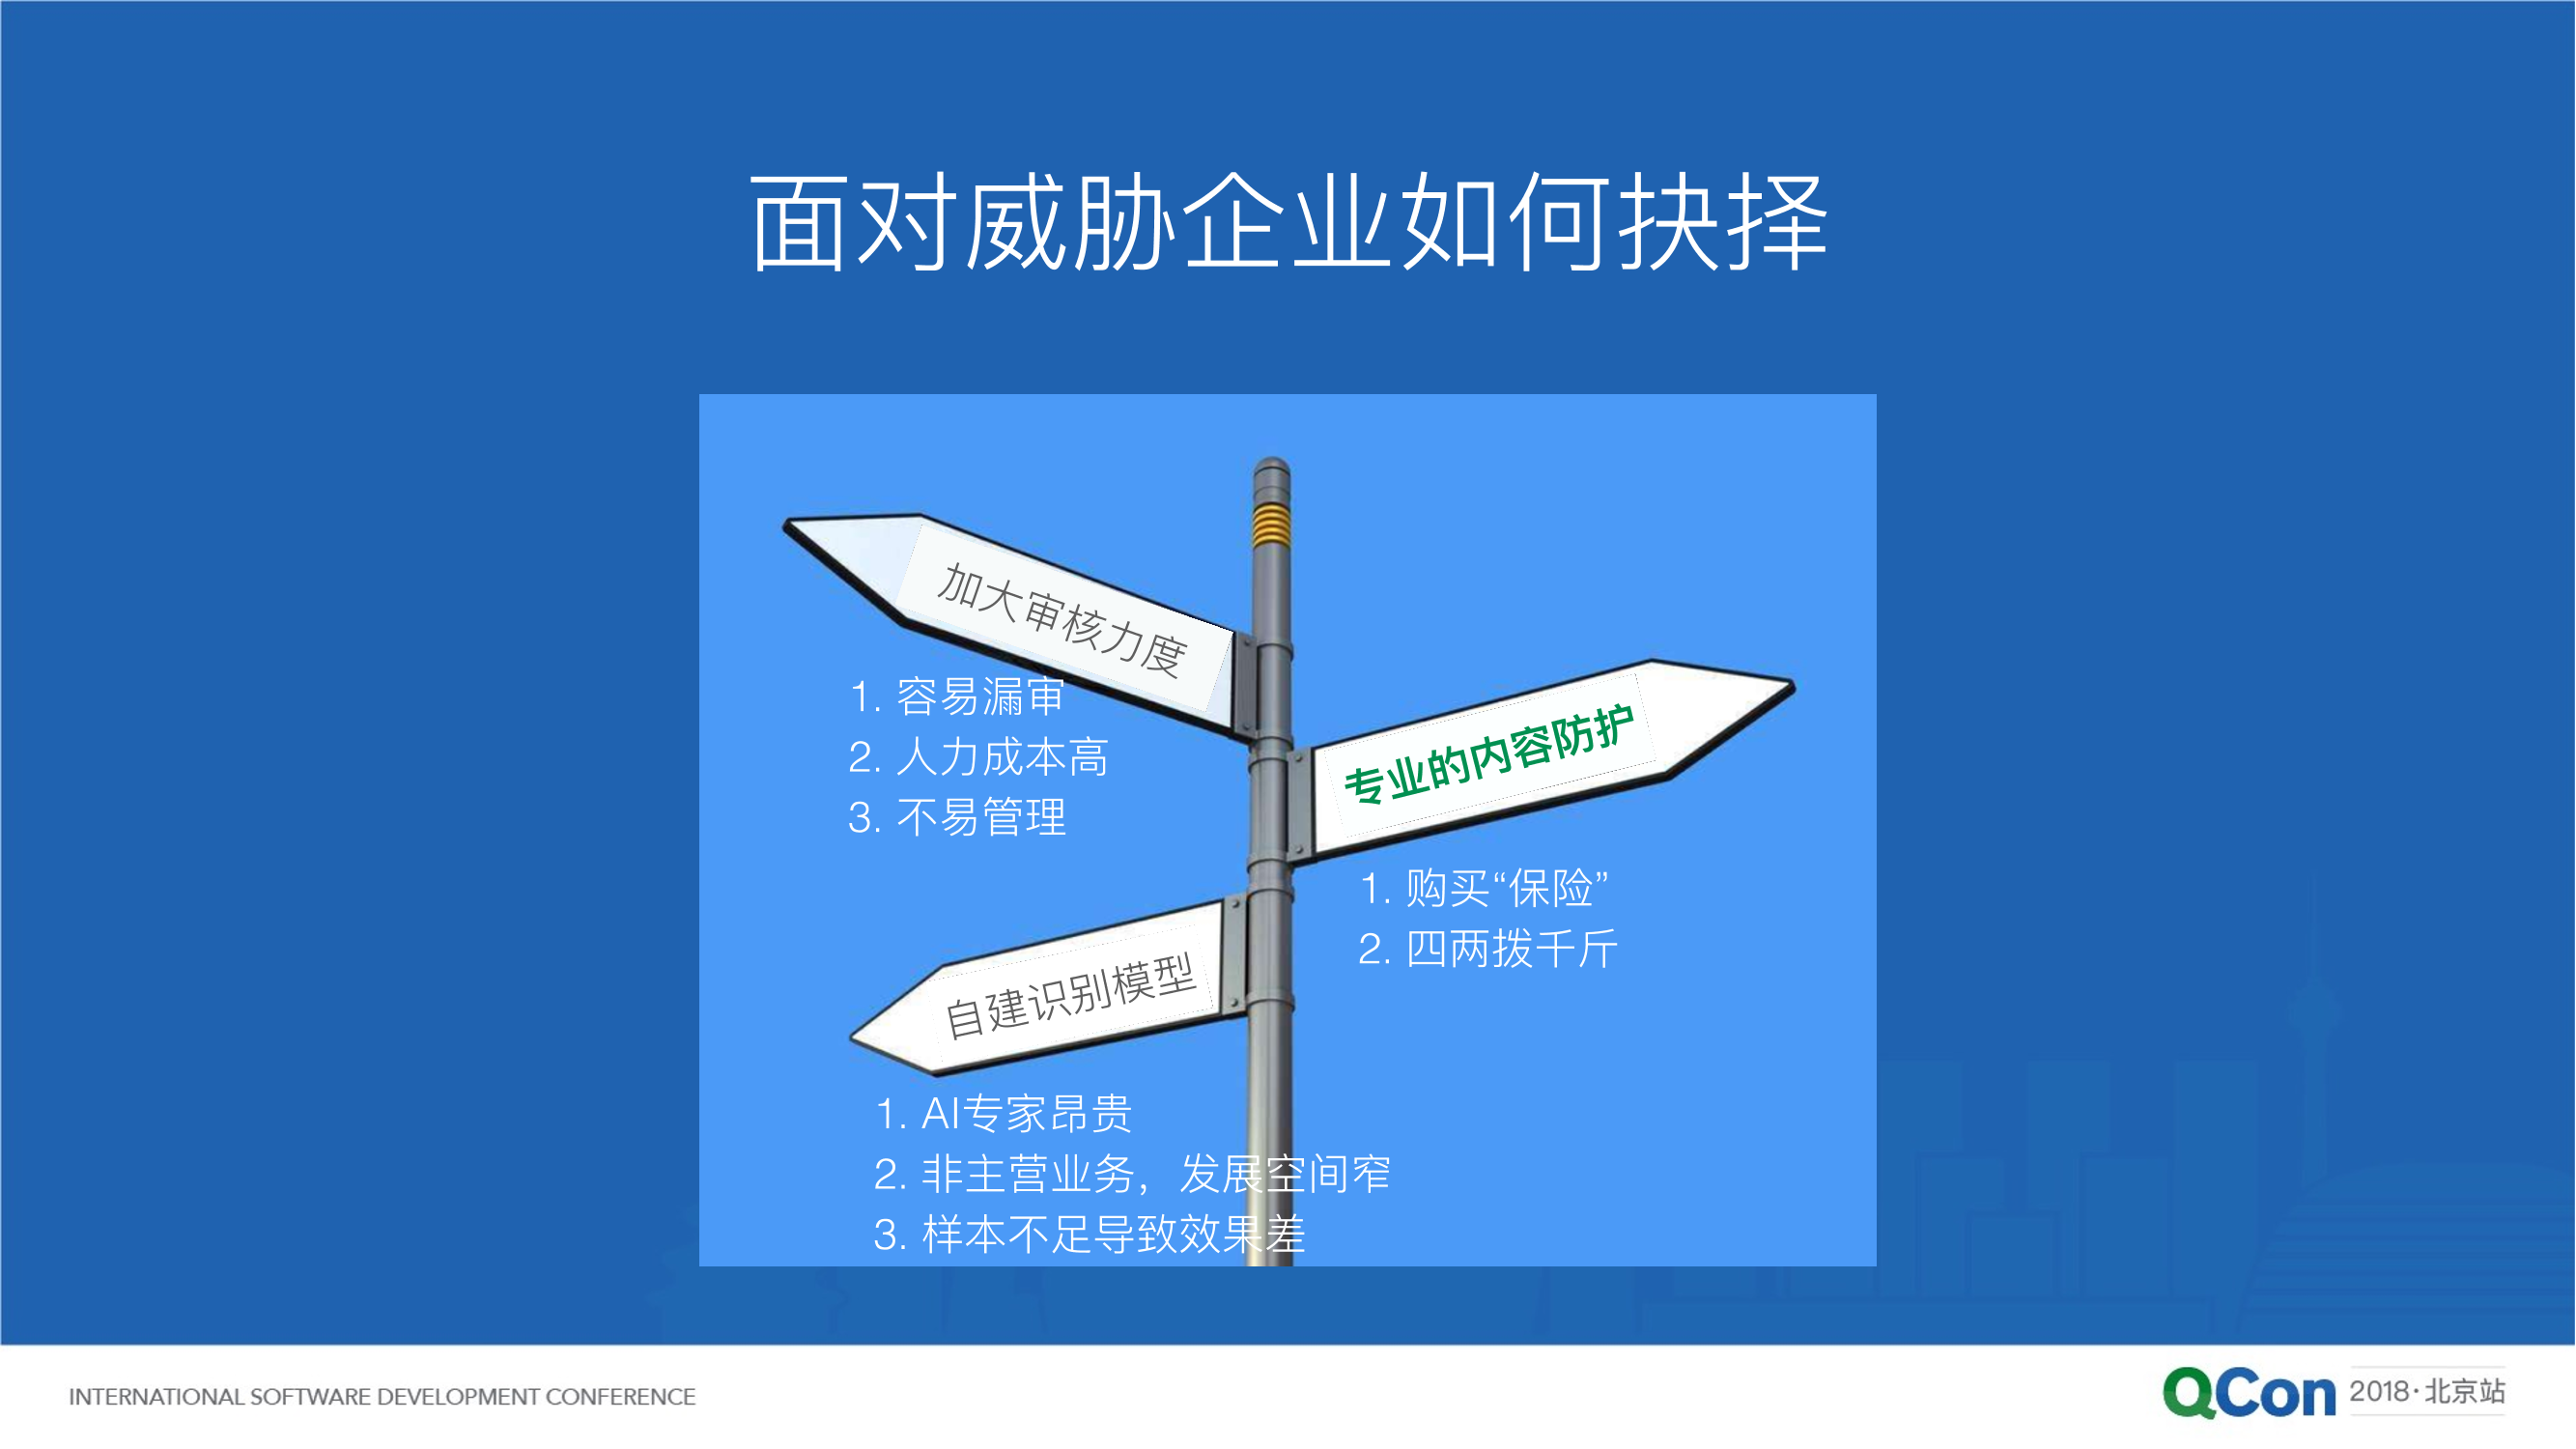 面对威胁企业如何抉择
加大审核力度
1. 容易漏审
2. 人力成本高
3. 不易管理
专业的内容防护
1. 购买“保险”
2. 四两拨千斤
自建识别模型
1. AI专家昂贵
2. 非主营业务，发展空间窄
3. 样本不足导致效果差
INTERNATIONAL SOFTWARE DEVELOPMENT CONFERENCE
QCon 2018·北京站